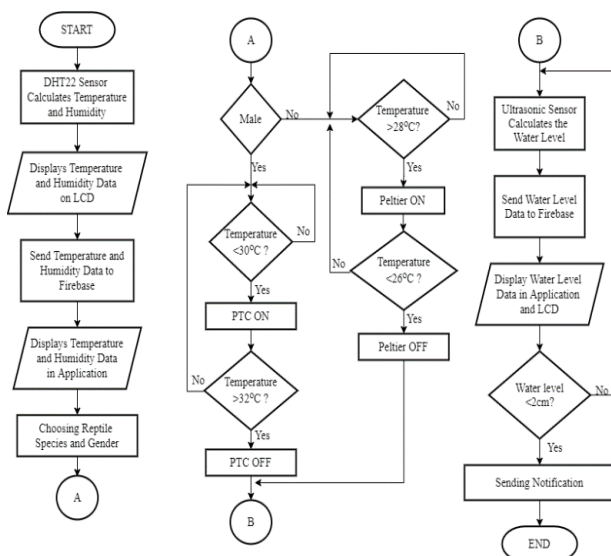 START
DHT22 Sensor
Calculates Temperature
and Humidity
Displays Temperature
and Humidity Data
on LCD
Send Temperature and
Humidity Data to
Firebase
Displays Temperature
and Humidity Data
in Application
Choosing Reptile
Species and Gender
A
A
Male
No
Yes
Temperature
<30°C ?
No
Yes
PTC ON
Temperature
>32°C ?
No
Yes
PTC OFF
B
Temperature
>28°C?
No
Yes
Peltier ON
Temperature
<26°C ?
No
Yes
Peltier OFF
B
Ultrasonic Sensor
Calculates the
Water Level
Send Water Level
Data to Firebase
Display Water Level
Data in Application
and LCD
Water level
<2cm?
No
Yes
Sending Notification
END